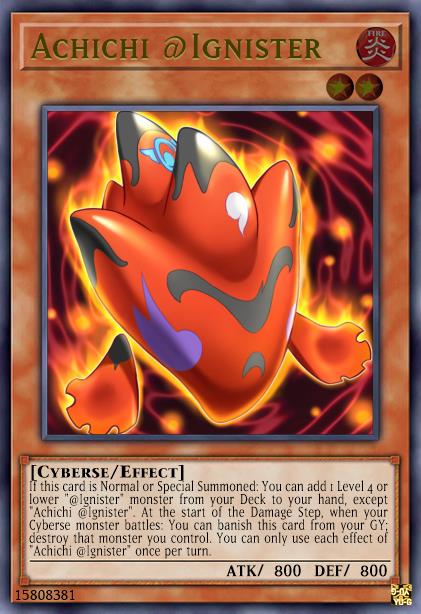 ACHICHI @IGNISTER
FIRE
炎
[CYBERSE/EFFECT]
If this card is Normal or Special Summoned: You can add 1 Level 4 or
lower "@Ignister" monster from your Deck to your hand, except
"Achichi @Ignister". At the start of the Damage Step, when your
Cyberse monster battles: You can banish this card from your GY;
destroy that monster you control. You can only use each effect of
"Achichi @Ignister" once per turn.
ATK/ 800 DEF/ 800
15808381